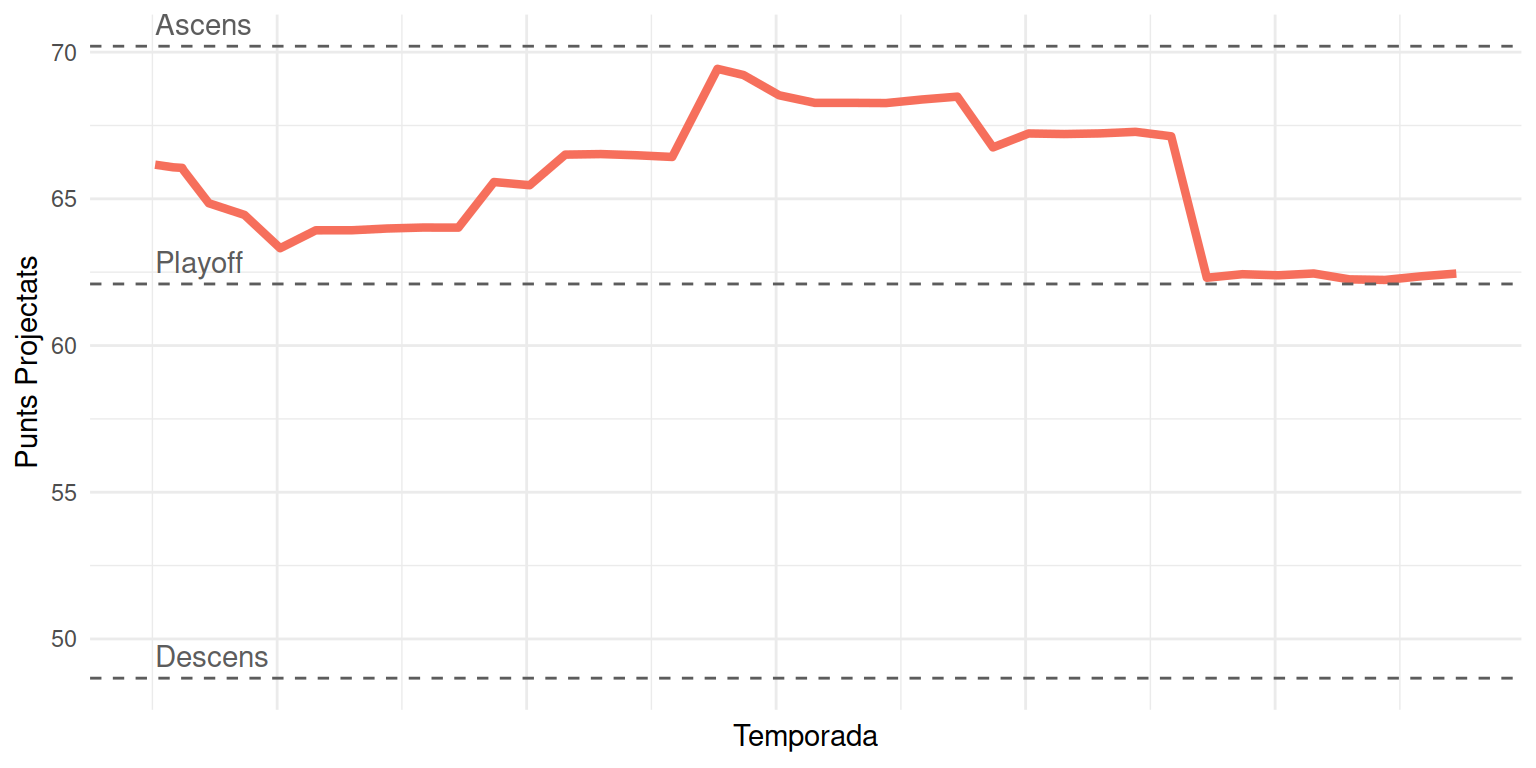 Ascens
70
65
Playoff
60
55
50
Descens
Punts Projectats
Temporada